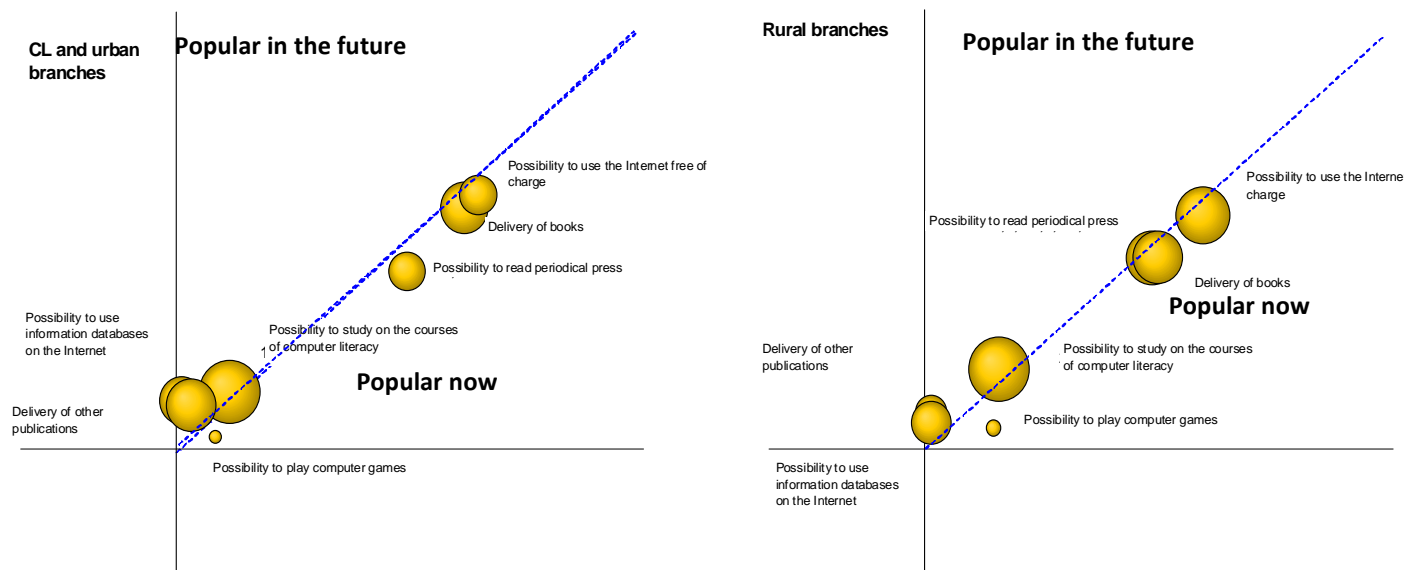 CL and urban
branches
Popular in the future
Possibility to use the Internet free of
charge
Delivery of books
Possibility to read periodical press
Possibility to use
information databases
on the Internet
Possibility to study on the courses
of computer literacy
Popular now
Delivery of other
publications
Possibility to play computer games
Rural branches
Popular in the future
Possibility to use the Interne
charge
Possibility to read periodical press
Delivery of books
Popular now
Delivery of other
publications
Possibility to study on the courses
of computer literacy
Possibility to play computer games
Possibility to use
information databases
on the Internet